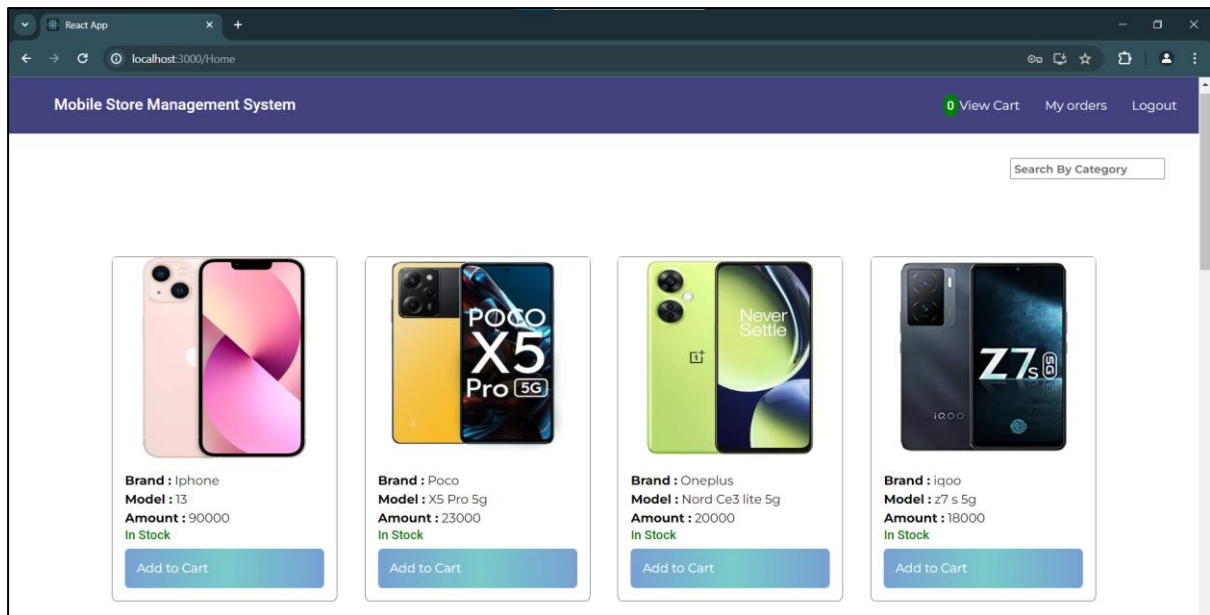 React App
localhost:3000/Home
Mobile Store Management System
0 View Cart My orders Logout
Search By Category
POCO
X5
Pro 5G
Never
Settle
Z7s 5G
iQOO
Brand : Iphone
Model : 13
Amount : 90000
In Stock
Add to Cart
Brand : Poco
Model : X5 Pro 5g
Amount : 23000
In Stock
Add to Cart
Brand : Oneplus
Model : Nord Ce3 lite 5g
Amount : 20000
In Stock
Add to Cart
Brand : iqoo
Model : z7 s 5g
Amount : 18000
In Stock
Add to Cart